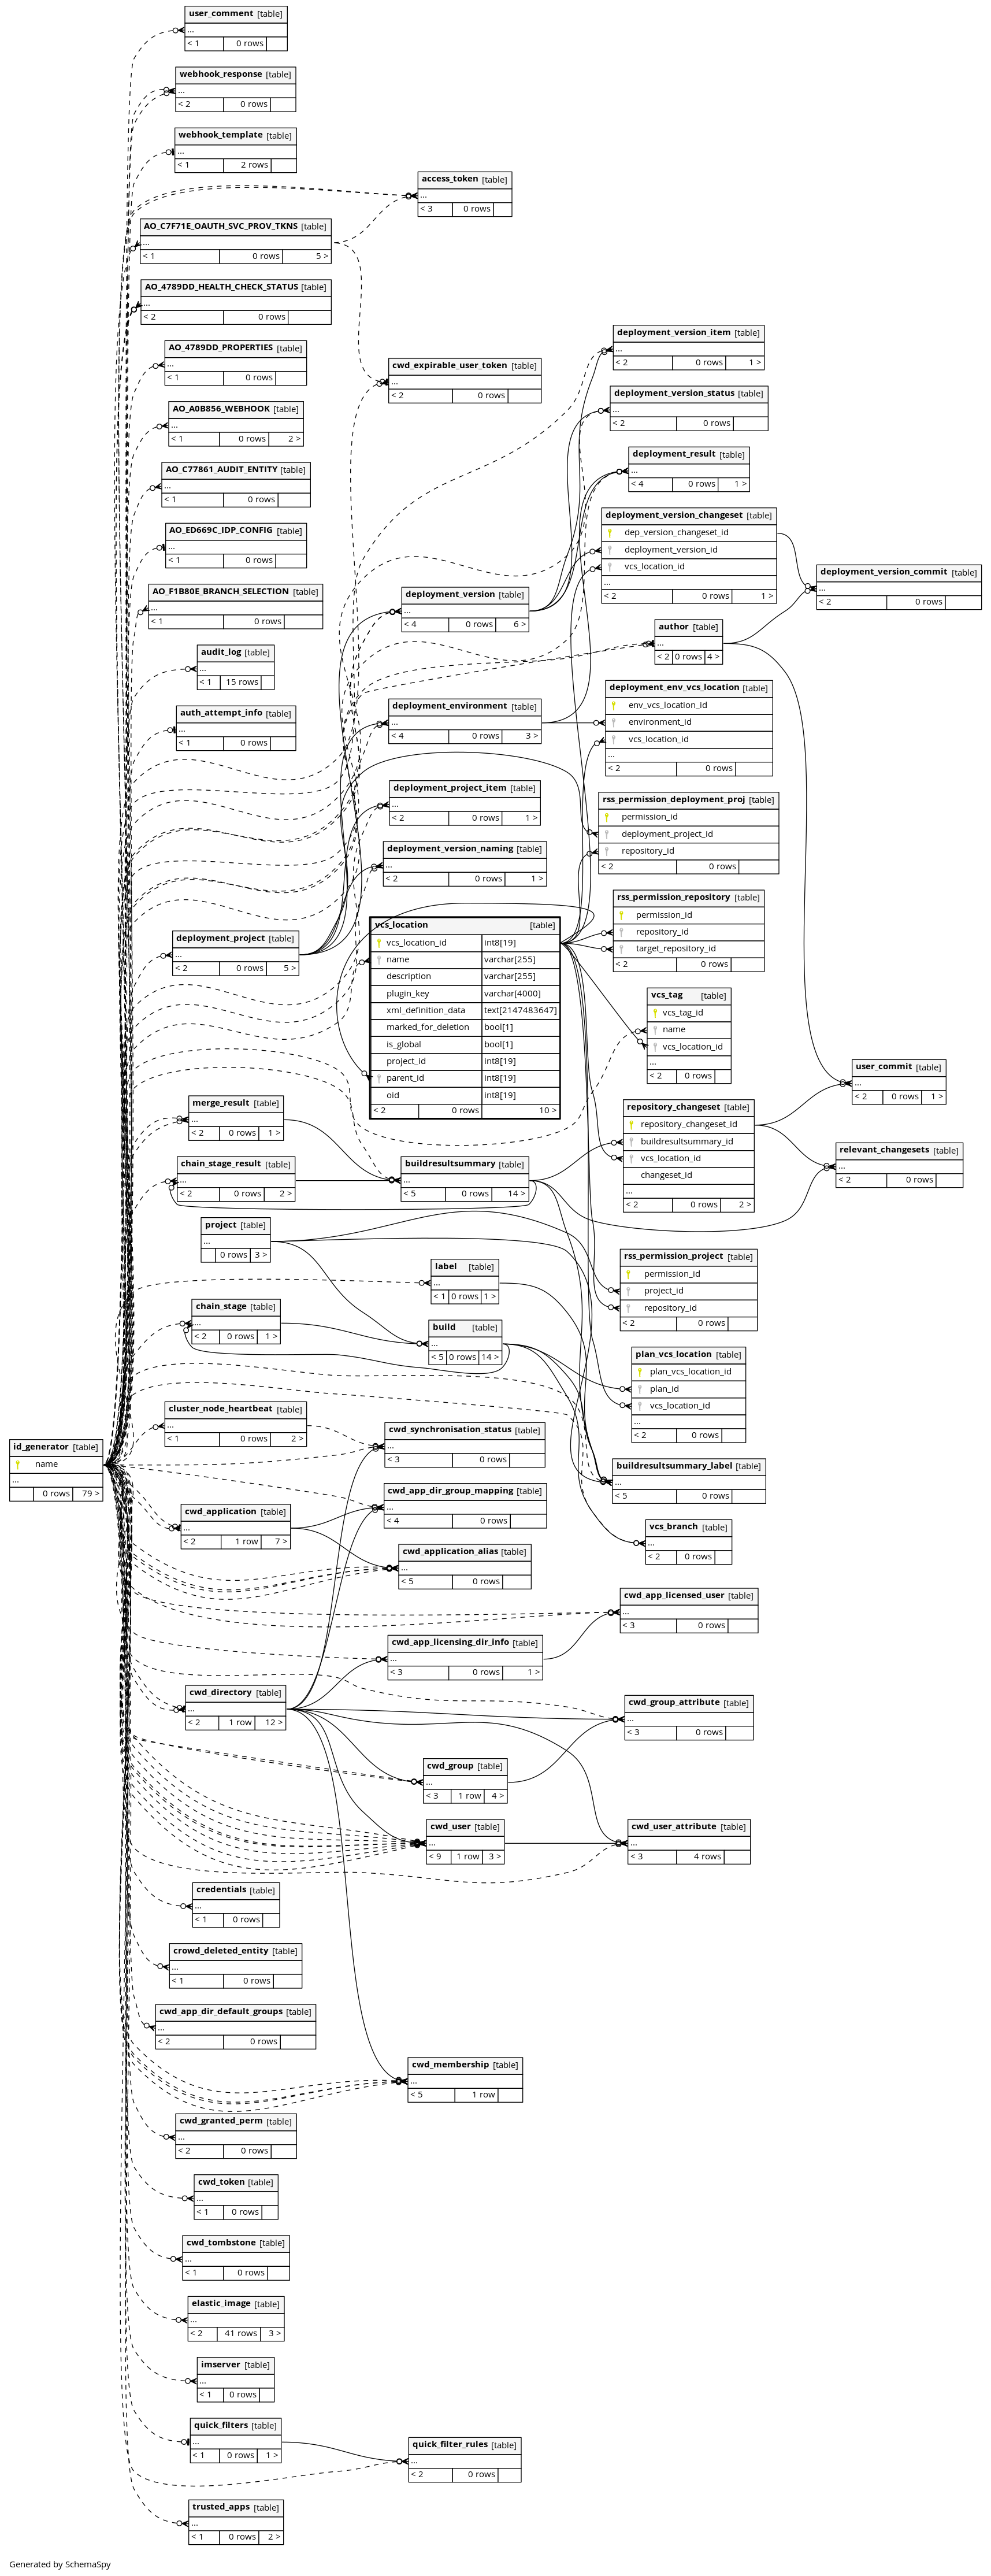 user_comment [table]
...
< 1 0 rows
webhook_response [table]
...
< 2 0 rows
webhook_template [table]
...
< 1 2 rows
access_token [table]
...
< 3 0 rows
AO_C7F71E_OAUTH_SVC_PROV_TKNS [table]
...
< 1 0 rows 5 >
AO_4789DD_HEALTH_CHECK_STATUS [table]
...
< 2 0 rows
AO_4789DD_PROPERTIES [table]
...
< 1 0 rows
cwd_expirable_user_token [table]
...
< 2 0 rows
deployment_version_item [table]
...
< 2 0 rows 1 >
AO_A0B856_WEBHOOK [table]
...
< 1 0 rows 2 >
deployment_version_status [table]
...
< 2 0 rows
AO_C77861_AUDIT_ENTITY [table]
...
< 1 0 rows
deployment_result [table]
...
< 4 0 rows 1 >
AO_ED669C_IDP_CONFIG [table]
...
< 1 0 rows
deployment_version_changeset [table]
dep_version_changeset_id
deployment_version_id
vcs_location_id
...
< 2 0 rows 1 >
deployment_version_commit [table]
...
< 2 0 rows
AO_F1B80E_BRANCH_SELECTION [table]
...
< 1 0 rows
deployment_version [table]
...
< 4 0 rows 6 >
author [table]
...
< 2 0 rows 4 >
audit_log [table]
...
< 1 15 rows
auth_attempt_info [table]
...
< 1 0 rows
deployment_environment [table]
...
< 4 0 rows 3 >
deployment_env_vcs_location [table]
env_vcs_location_id
environment_id
vcs_location_id
...
< 2 0 rows
deployment_project_item [table]
...
< 2 0 rows 1 >
rss_permission_deployment_proj [table]
permission_id
deployment_project_id
repository_id
< 2 0 rows
deployment_version_naming [table]
...
< 2 0 rows 1 >
rss_permission_repository [table]
permission_id
repository_id
target_repository_id
< 2 0 rows
deployment_project [table]
...
< 2 0 rows 5 >
vcs_location [table]
vcs_location_id int8[19]
name varchar[255]
description varchar[255]
plugin_key varchar[4000]
xml_definition_data text[2147483647]
marked_for_deletion bool[1]
is_global bool[1]
project_id int8[19]
parent_id int8[19]
oid int8[19]
< 2 0 rows 10 >
vcs_tag [table]
vcs_tag_id
name
vcs_location_id
...
< 2 0 rows
user_commit [table]
...
< 2 0 rows 1 >
merge_result [table]
...
< 2 0 rows 1 >
repository_changeset [table]
repository_changeset_id
buildresultsummary_id
vcs_location_id
changeset_id
...
< 2 0 rows 2 >
relevant_changesets [table]
...
< 2 0 rows
chain_stage_result [table]
...
< 2 0 rows 2 >
buildresultsummary [table]
...
< 5 0 rows 14 >
project [table]
...
0 rows 3 >
label [table]
...
< 1 0 rows 1 >
rss_permission_project [table]
permission_id
project_id
repository_id
< 2 0 rows
chain_stage [table]
...
< 2 0 rows 1 >
build [table]
...
< 5 0 rows 14 >
plan_vcs_location [table]
plan_vcs_location_id
plan_id
vcs_location_id
...
< 2 0 rows
cluster_node_heartbeat [table]
...
< 1 0 rows 2 >
cwd_synchronisation_status [table]
...
< 3 0 rows
id_generator [table]
name
...
0 rows 79 >
buildresultsummary_label [table]
...
< 5 0 rows
cwd_app_dir_group_mapping [table]
...
< 4 0 rows
cwd_application [table]
...
< 2 1 row 7 >
vcs_branch [table]
...
< 2 0 rows
cwd_application_alias [table]
...
< 5 0 rows
cwd_app_licensed_user [table]
...
< 3 0 rows
cwd_app_licensing_dir_info [table]
...
< 3 0 rows 1 >
cwd_directory [table]
...
< 2 1 row 12 >
cwd_group_attribute [table]
...
< 3 0 rows
cwd_group [table]
...
< 3 1 row 4 >
cwd_user [table]
...
< 9 1 row 3 >
cwd_user_attribute [table]
...
< 3 4 rows
credentials [table]
...
< 1 0 rows
crowd_deleted_entity [table]
...
< 1 0 rows
cwd_app_dir_default_groups [table]
...
< 2 0 rows
cwd_membership [table]
...
< 5 1 row
cwd_granted_perm [table]
...
< 2 0 rows
cwd_token [table]
...
< 1 0 rows
cwd_tombstone [table]
...
< 1 0 rows
elastic_image [table]
...
< 2 41 rows 3 >
imserver [table]
...
< 1 0 rows
quick_filters [table]
...
< 1 0 rows 1 >
quick_filter_rules [table]
...
< 2 0 rows
trusted_apps [table]
...
< 1 0 rows 2 >
Generated by SchemaSpy